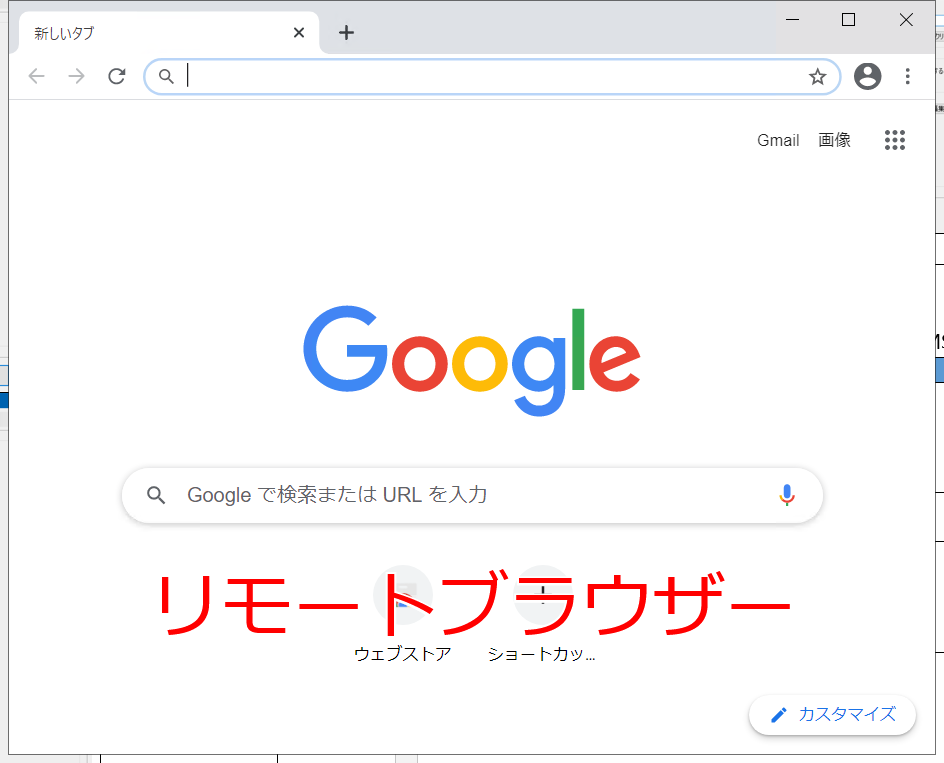 新しいタブ
Gmail 画像
Google
Google で検索または URL を入力
リモートブラウザー
ウェブストア ショートカッ...
カスタマイズ